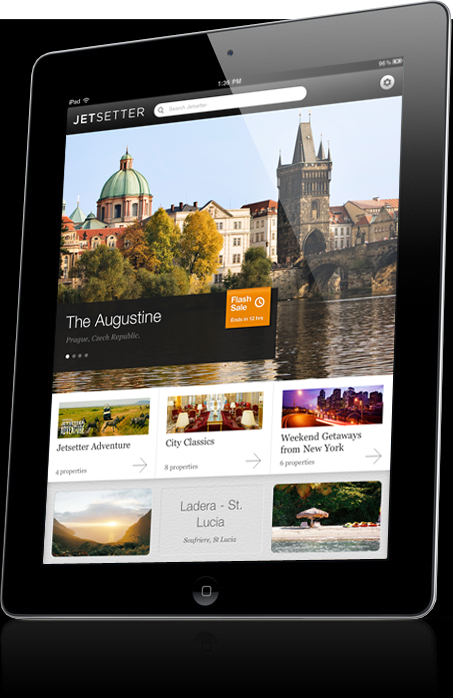 iPad
1:36 PM
96%
JETSETTER
Search Jetsetter
The Augustine
Prague, Czech Republic.
Flash
Sale
Ends in 12 hrs
Jetsetter Adventure
4 properties
City Classics
8 properties
Weekend Getaways
from New York
6 properties
Ladera - St.
Lucia
Soufriere, St Lucia